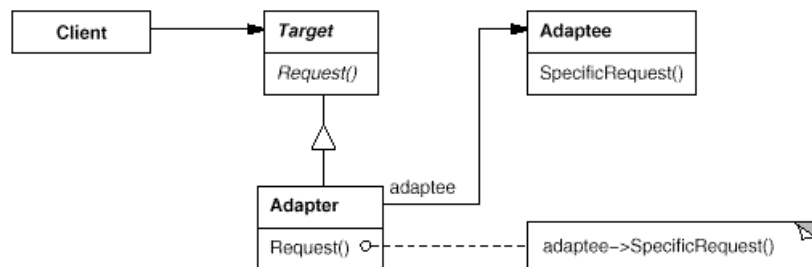 Client
Target
Request()
Adaptee
SpecificRequest()
adaptee
Adapter
Request()
adaptee->SpecificRequest()